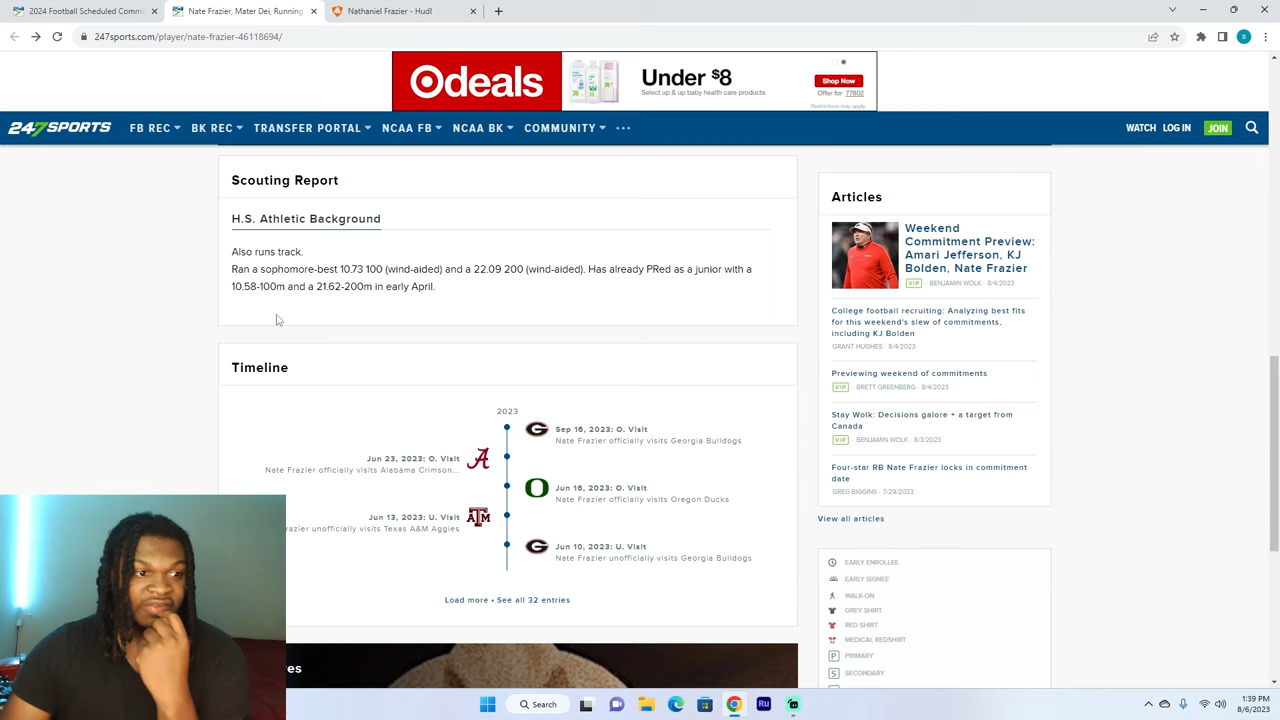 2024 Football Scheduled Commi
Nate Frazier, Mater Dei, Running
Nathaniel Frazier - Hudl
247sports.com/player/nate-frazier-46118694/
S
deals
Under $8
Select up & up baby health care products
Shop Now
Offer for 77802
Restrictions may apply
247SPORTS
FB REC
BK REC
TRANSFER PORTAL
NCAA FB
NCAA BK
COMMUNITY
WATCH
LOG IN
JOIN
Scouting Report
H.S. Athletic Background
Also runs track.
Ran a sophomore-best 10.73 100 (wind-aided) and a 22.09 200 (wind-aided). Has already PRed as a junior with a
10.58-100m and a 21.62-200m in early April.
Timeline
2023
Sep 16, 2023: O. Visit
Nate Frazier officially visits Georgia Bulldogs
Jun 23, 2023: O. Visit
Nate Frazier officially visits Alabama Crimson...
Jun 16, 2023: O. Visit
Nate Frazier officially visits Oregon Ducks
Jun 13, 2023: U. Visit
razier unofficially visits Texas A&M Aggies
Jun 10, 2023: U. Visit
Nate Frazier unofficially visits Georgia Bulldogs
Load more • See all 32 entries
es
Articles
Weekend
Commitment Preview:
Amari Jefferson, KJ
Bolden, Nate Frazier
VIP · BENJAMIN WOLK · 8/4/2023
College football recruiting: Analyzing best fits
for this weekend's slew of commitments,
including KJ Bolden
GRANT HUGHES · 8/4/2023
Previewing weekend of commitments
VIP · BRETT GREENBERG · 8/4/2023
Stay Wolk: Decisions galore + a target from
Canada
VIP · BENJAMIN WOLK · 8/3/2023
Four-star RB Nate Frazier locks in commitment
date
GREG BIGGINS · 7/29/2023
View all articles
EARLY ENROLLEE
EARLY SIGNEE
WALK-ON
GREY SHIRT
RED SHIRT
MEDICAL REDSHIRT
P PRIMARY
S SECONDARY
Search
Ru
1:39 PM
8/6/2023